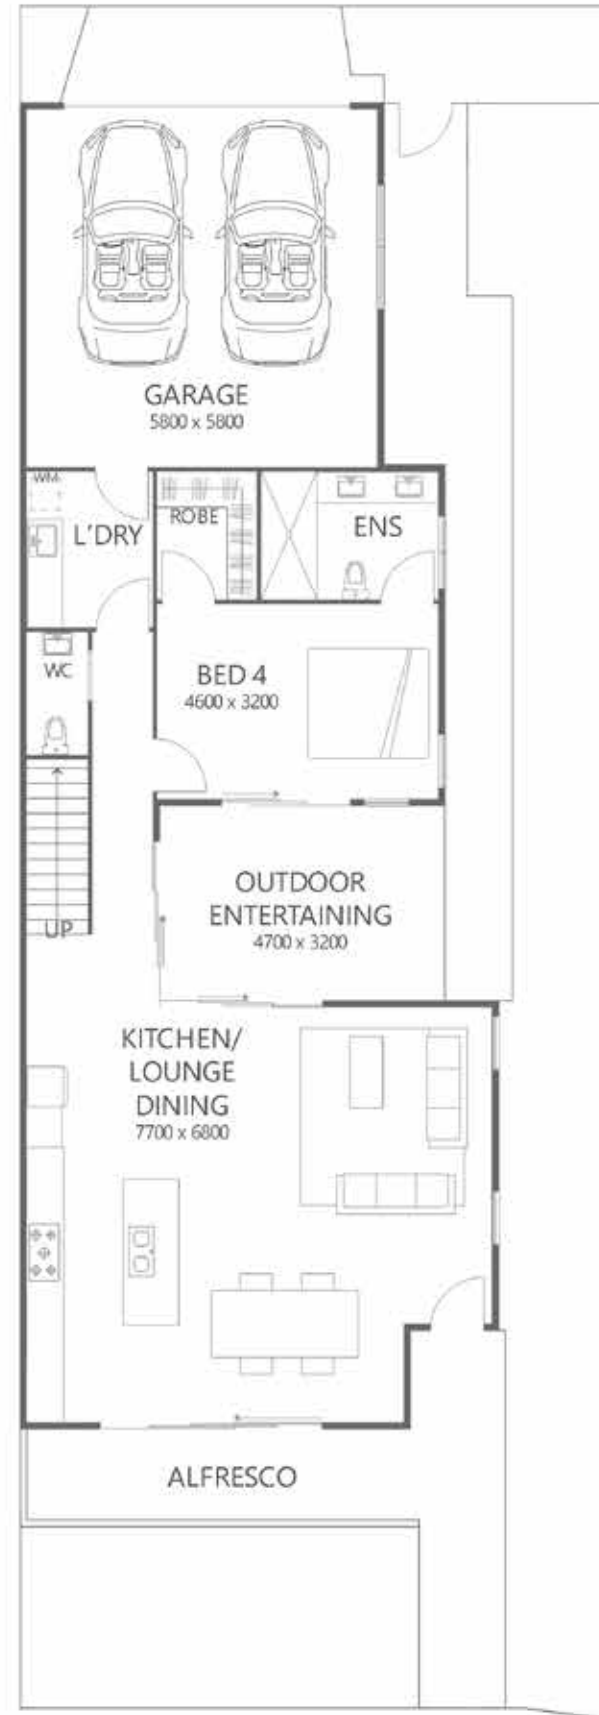 GARAGE
5800 x 5800
WM
L'DRY
ROBE
ENS
WC
BED 4
4600 x 3200
OUTDOOR
ENTERTAINING
4700 x 3200
UP
KITCHEN/
LOUNGE
DINING
7700 x 6800
ALFRESCO